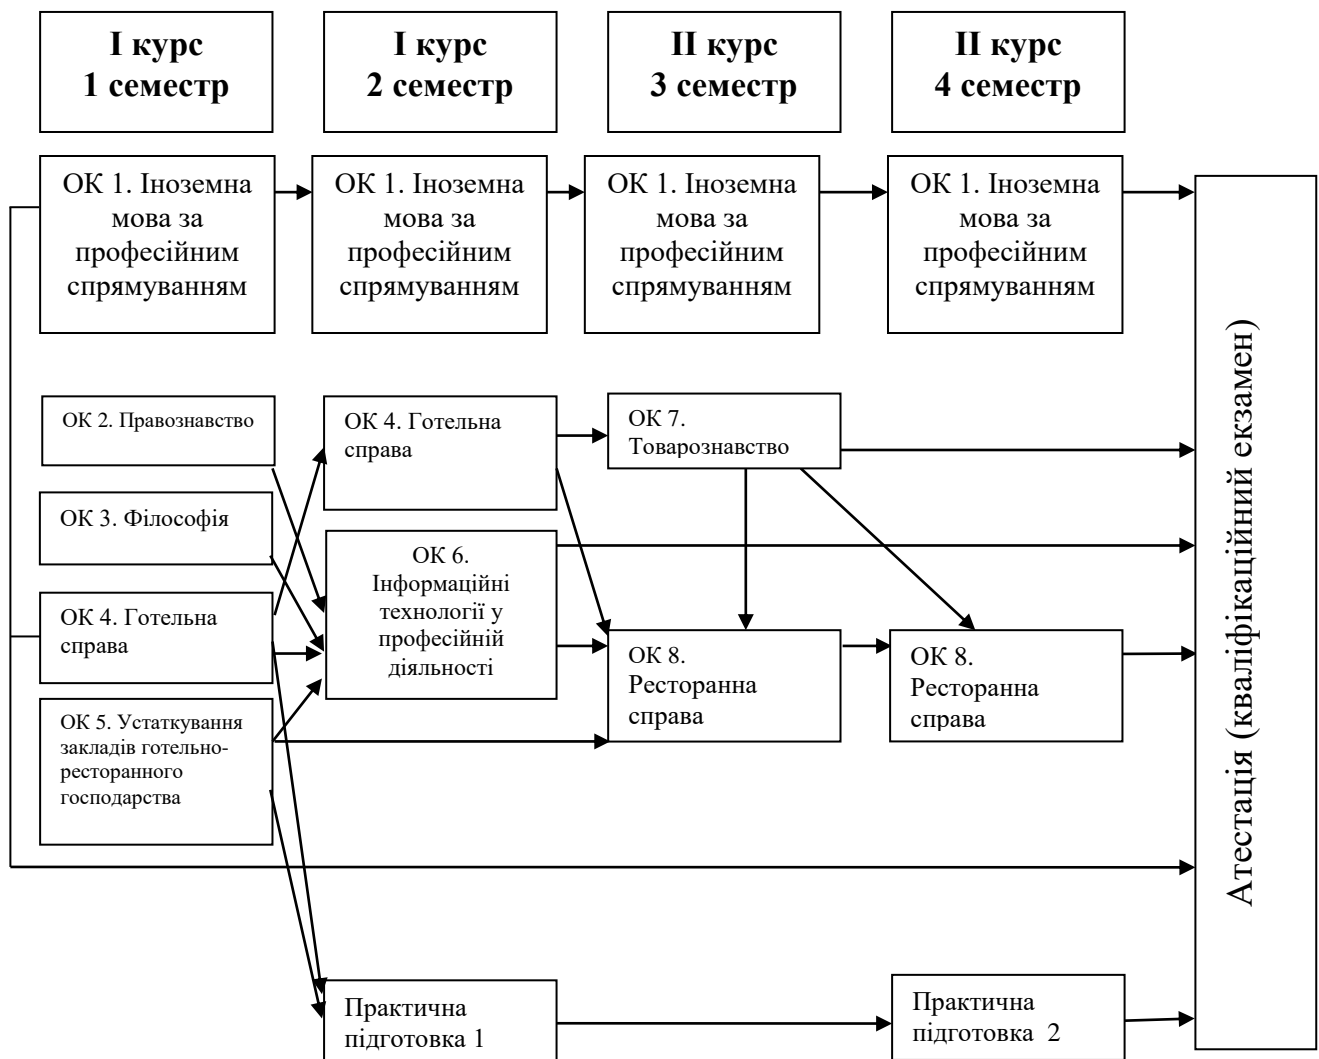 І курс
1 семестр
І курс
2 семестр
ІІ курс
3 семестр
ІІ курс
4 семестр
ОК 1. Іноземна
мова за
професійним
спрямуванням
ОК 1. Іноземна
мова за
професійним
спрямуванням
ОК 1. Іноземна
мова за
професійним
спрямуванням
ОК 1. Іноземна
мова за
професійним
спрямуванням
ОК 2. Правознавство
ОК 3. Філософія
ОК 4. Готельна
справа
ОК 5. Устаткування
закладів готельно-
ресторанного
господарства
ОК 4. Готельна
справа
ОК 6.
Інформаційні
технології у
професійній
діяльності
ОК 7.
Товарознавство
ОК 8.
Ресторанна
справа
ОК 8.
Ресторанна
справа
Практична
підготовка 1
Практична
підготовка 2
Атестація (кваліфікаційний екзамен)